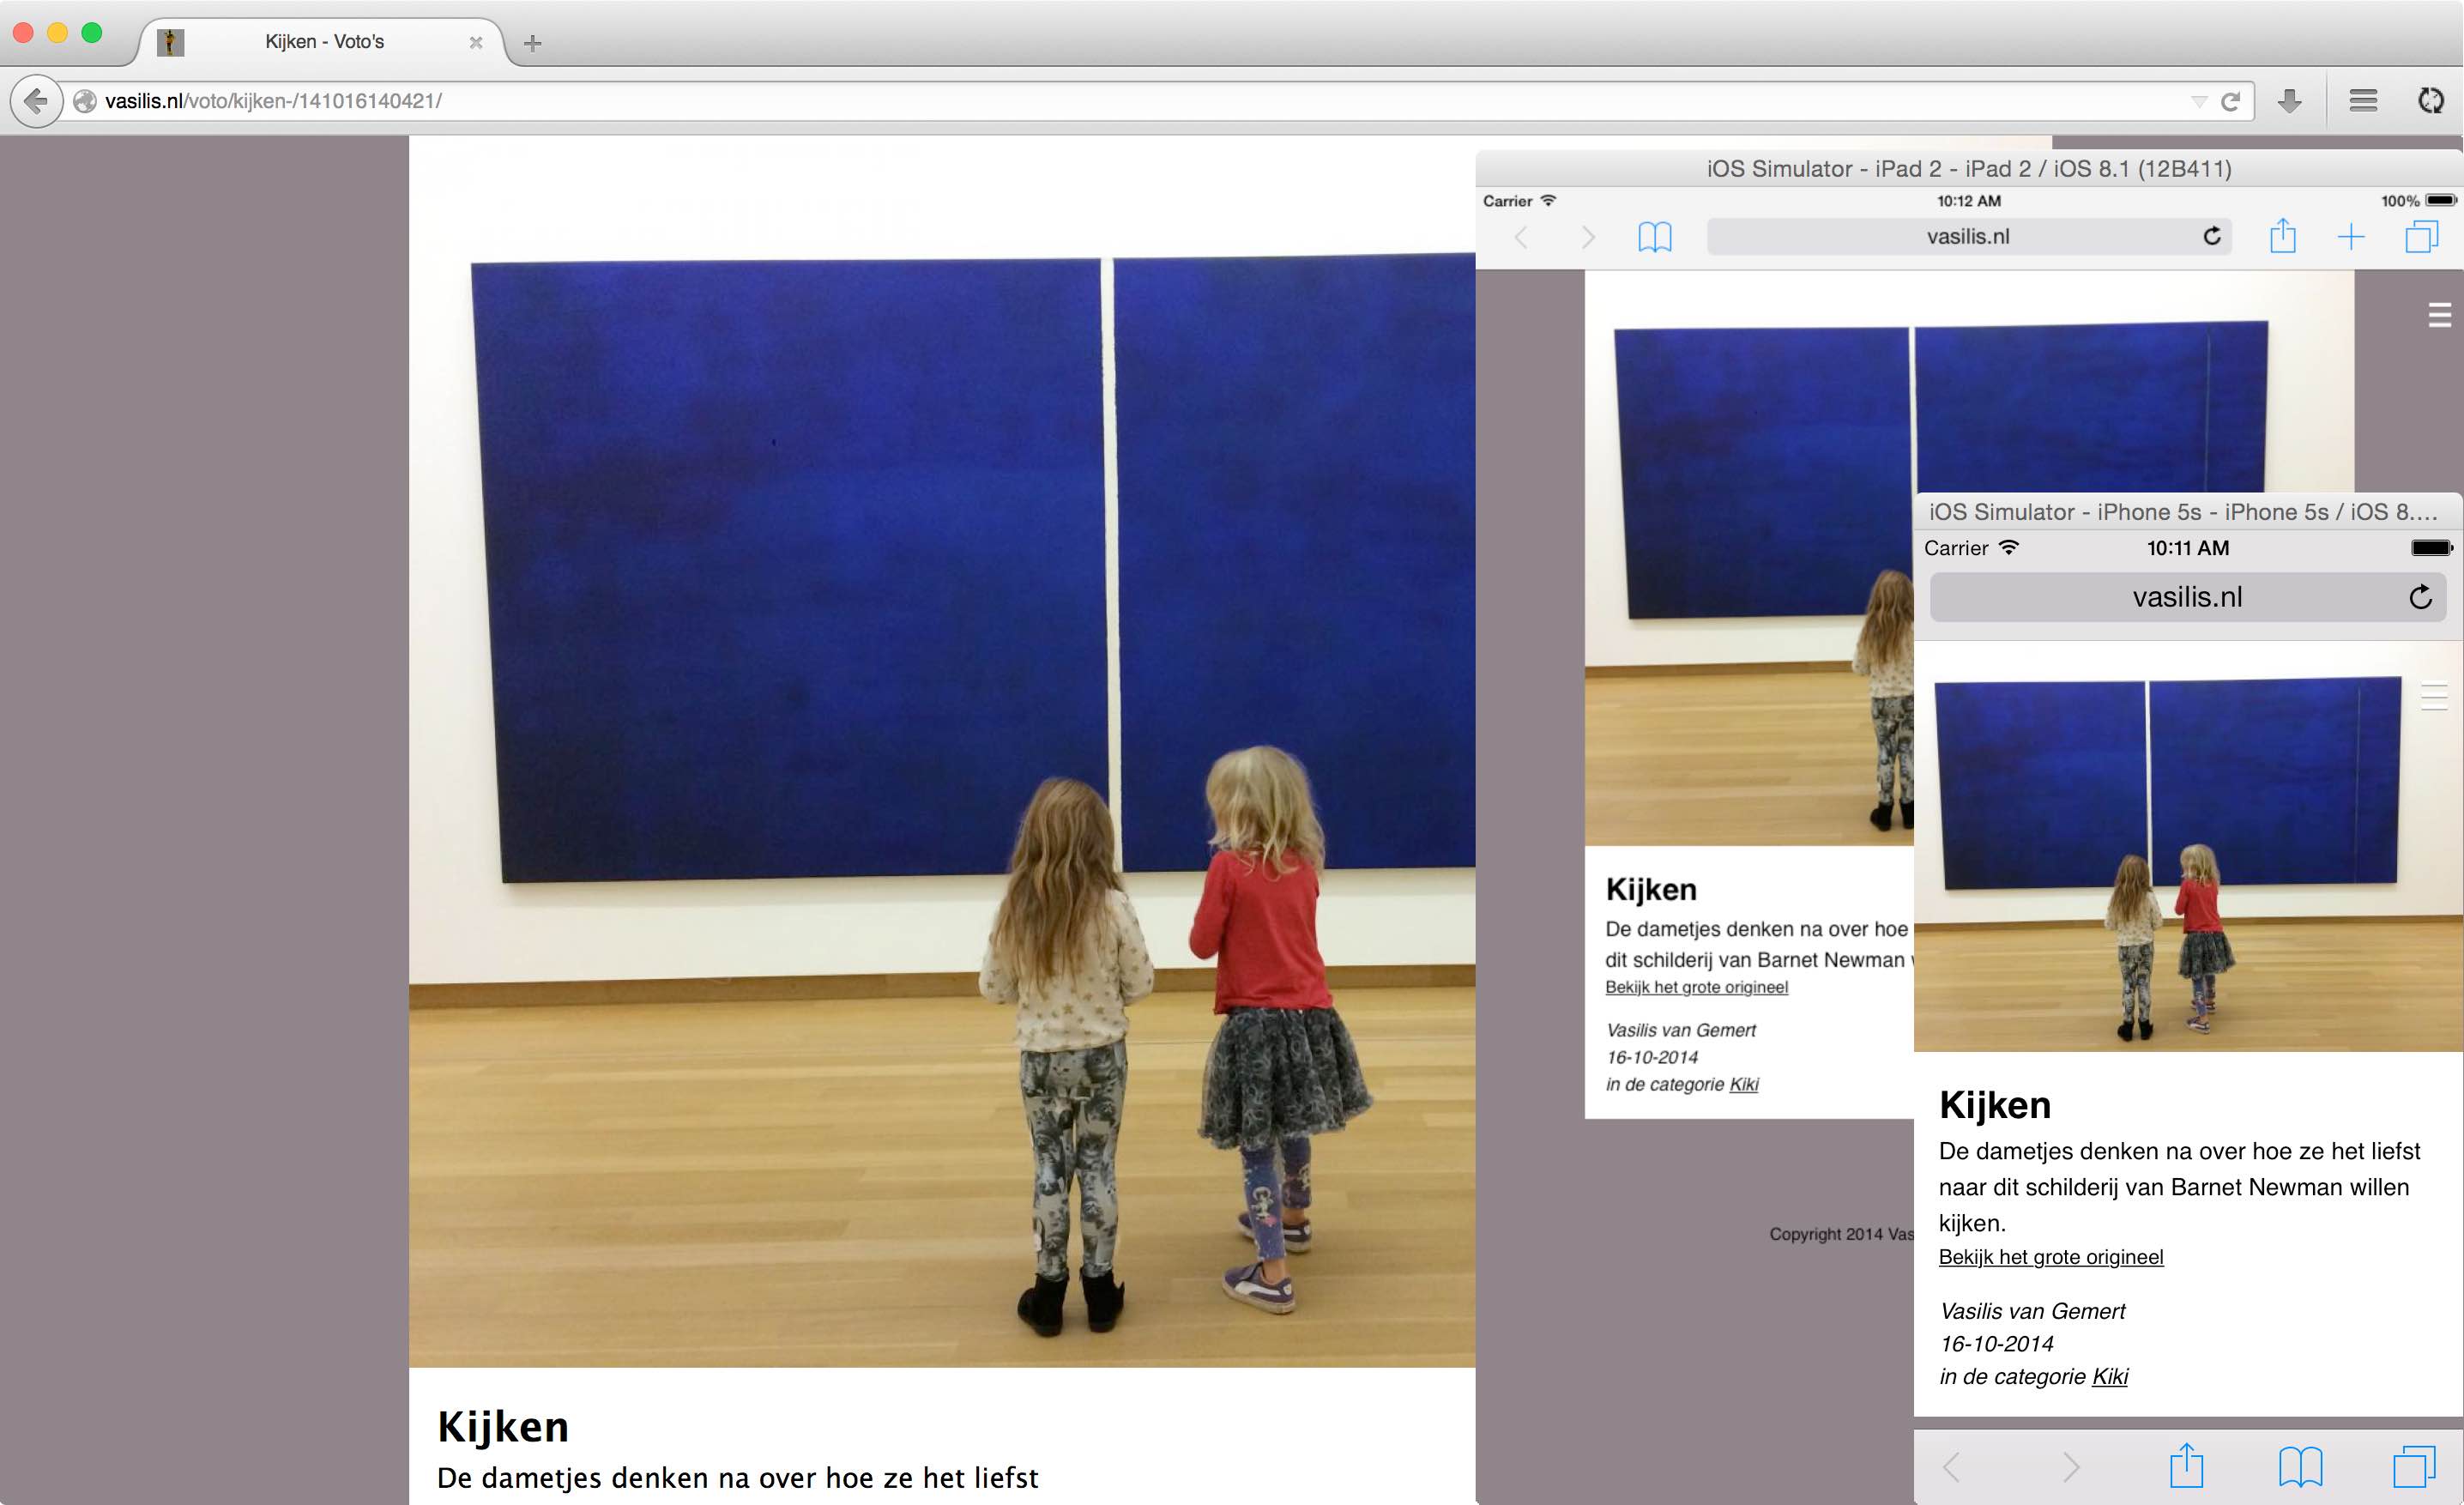 Kijken - Voto's
vasilis.nl/voto/kijken-/141016140421/
Kijken
De dametjes denken na over hoe ze het liefst
iOS Simulator - iPad 2 - iPad 2 / iOS 8.1 (12B411)
Carrier 10:12 AM 100%
vasilis.nl
Kijken
De dametjes denken na over hoe
dit schilderij van Barnet Newman
Bekijk het grote origineel
Vasilis van Gemert
16-10-2014
in de categorie Kiki
Copyright 2014 Vas
iOS Simulator - iPhone 5s - iPhone 5s / iOS 8....
Carrier 10:11 AM
vasilis.nl
Kijken
De dametjes denken na over hoe ze het liefst
naar dit schilderij van Barnet Newman willen
kijken.
Bekijk het grote origineel
Vasilis van Gemert
16-10-2014
in de categorie Kiki